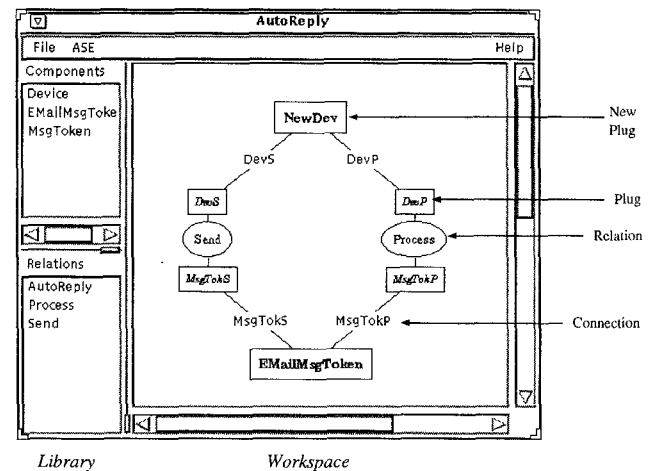 AutoReply
File ASE Help
Components
Device
EMailMsgToke
MsgToken
Relations
AutoReply
Process
Send
NewDev
DevS DevP
DevS DevP
Send Process
MsgTokS MsgTokP
MsgTokS MsgTokP
EMailMsgToken
New
Plug
Plug
Relation
Connection
Library Workspace